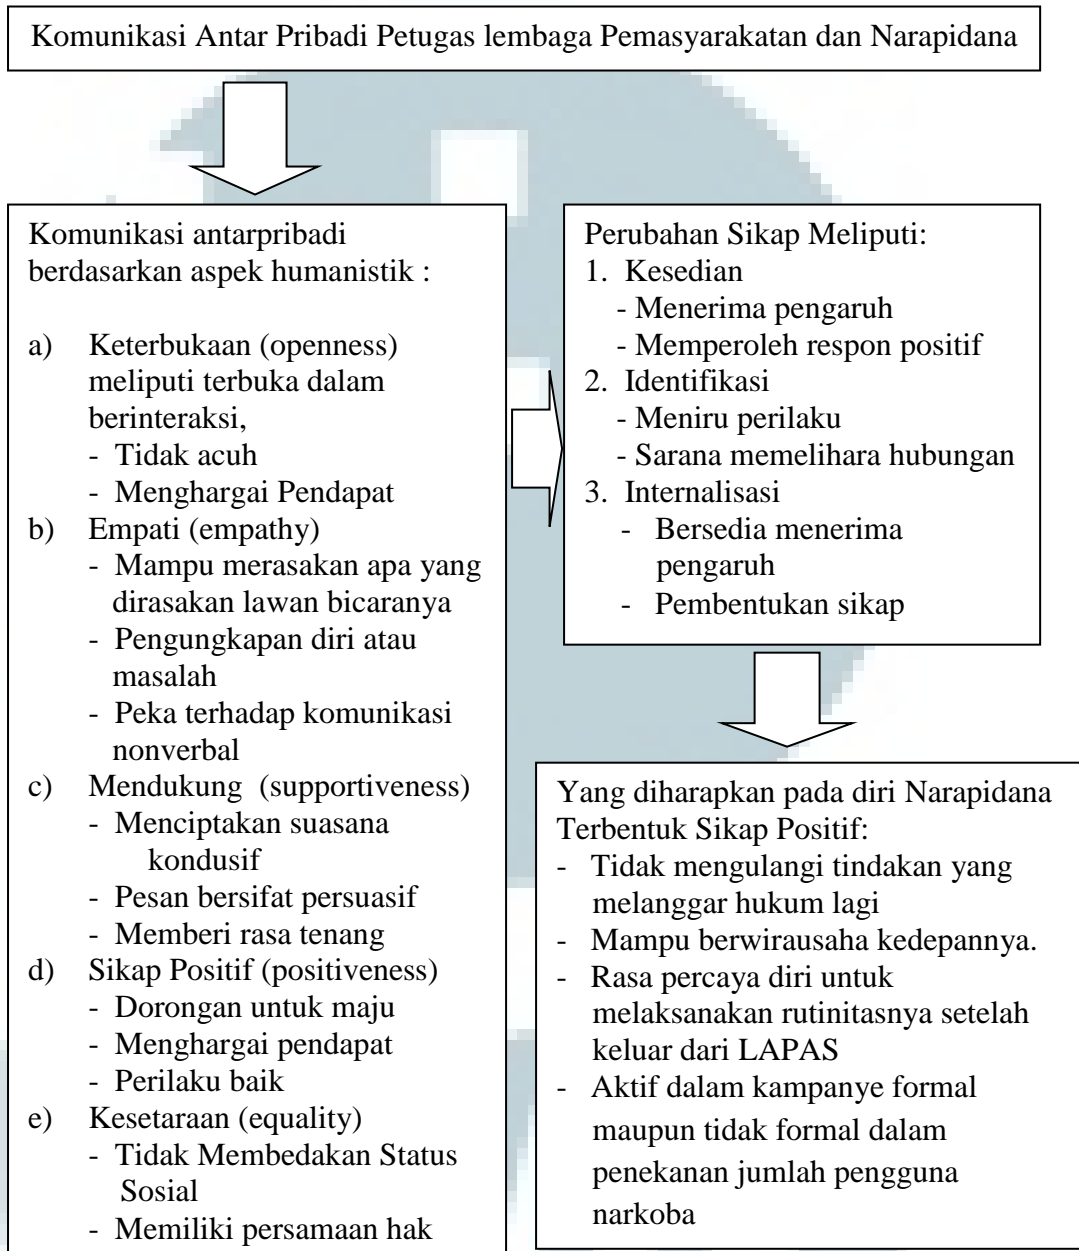 Komunikasi Antar Pribadi Petugas lembaga Pemasyarakatan dan Narapidana
Komunikasi antarpribadi
berdasarkan aspek humanistik :
a) Keterbukaan (openness)
meliputi terbuka dalam
berinteraksi,
- Tidak acuh
- Menghargai Pendapat
b) Empati (empathy)
- Mampu merasakan apa yang
dirasakan lawan bicaranya
- Pengungkapan diri atau
masalah
- Peka terhadap komunikasi
nonverbal
c) Mendukung (supportiveness)
- Menciptakan suasana
kondusif
- Pesan bersifat persuasif
- Memberi rasa tenang
d) Sikap Positif (positiveness)
- Dorongan untuk maju
- Menghargai pendapat
- Perilaku baik
e) Kesetaraan (equality)
- Tidak Membedakan Status
Sosial
- Memiliki persamaan hak
Perubahan Sikap Meliputi:
1. Kesedian
- Menerima pengaruh
- Memperoleh respon positif
2. Identifikasi
- Meniru perilaku
- Sarana memelihara hubungan
3. Internalisasi
- Bersedia menerima
pengaruh
- Pembentukan sikap
Yang diharapkan pada diri Narapidana
Terbentuk Sikap Positif:
- Tidak mengulangi tindakan yang
melanggar hukum lagi
- Mampu berwirausaha kedepannya.
- Rasa percaya diri untuk
melaksanakan rutinitasnya setelah
keluar dari LAPAS
- Aktif dalam kampanye formal
maupun tidak formal dalam
penekanan jumlah pengguna
narkoba